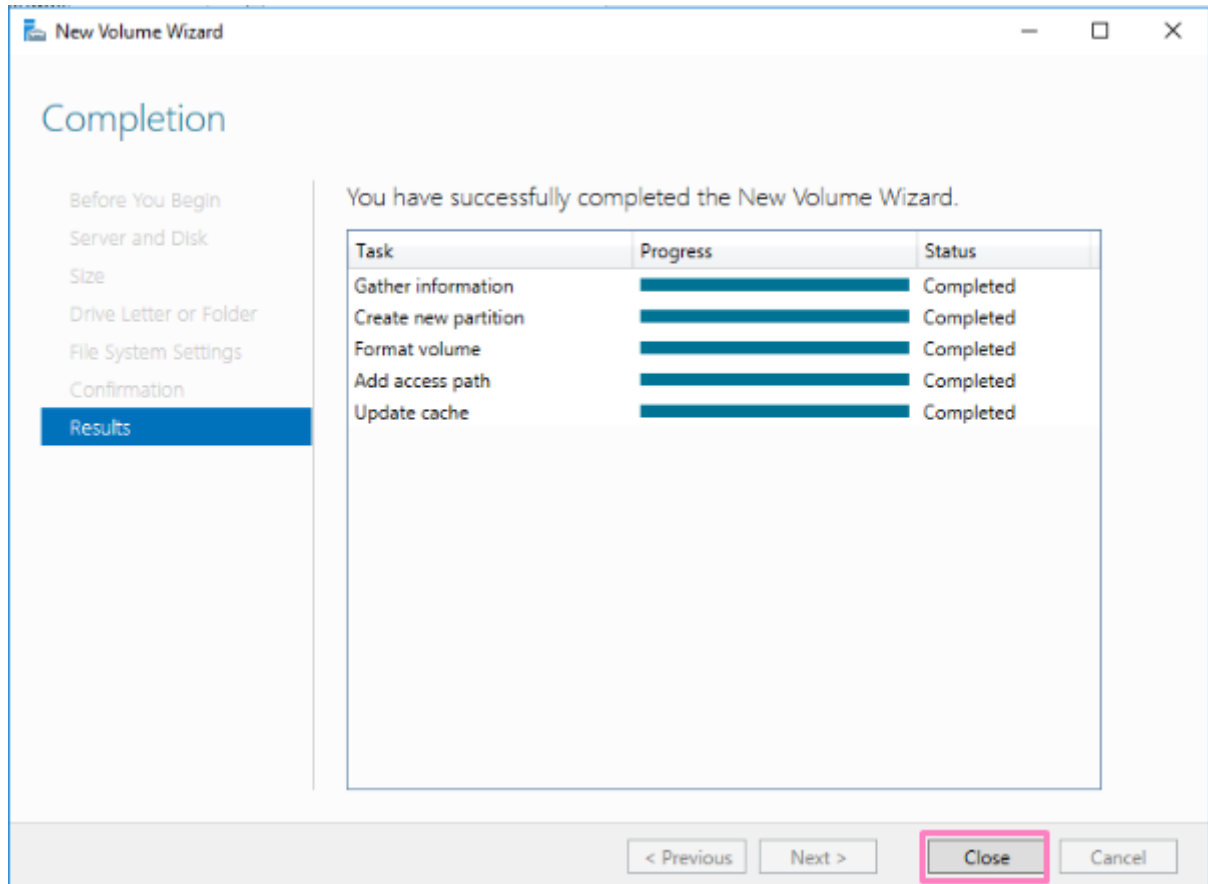 New Volume Wizard
Completion
Before You Begin
Server and Disk
Size
Drive Letter or Folder
File System Settings
Confirmation
Results
You have successfully completed the New Volume Wizard.
Task Progress Status
Gather information Completed
Create new partition Completed
Format volume Completed
Add access path Completed
Update cache Completed
< Previous Next > Close Cancel